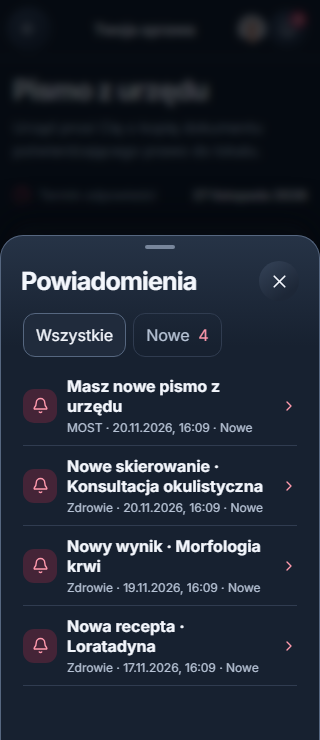 Pismo z urzędu
Powiadomienia
Wszystkie
Nowe 4
Masz nowe pismo z
urzędu
MOST · 20.11.2026, 16:09 · Nowe
Nowe skierowanie ·
Konsultacja okulistyczna
Zdrowie · 20.11.2026, 16:09 · Nowe
Nowy wynik · Morfologia
krwi
Zdrowie · 19.11.2026, 16:09 · Nowe
Nowa recepta ·
Loratadyna
Zdrowie · 17.11.2026, 16:09 · Nowe